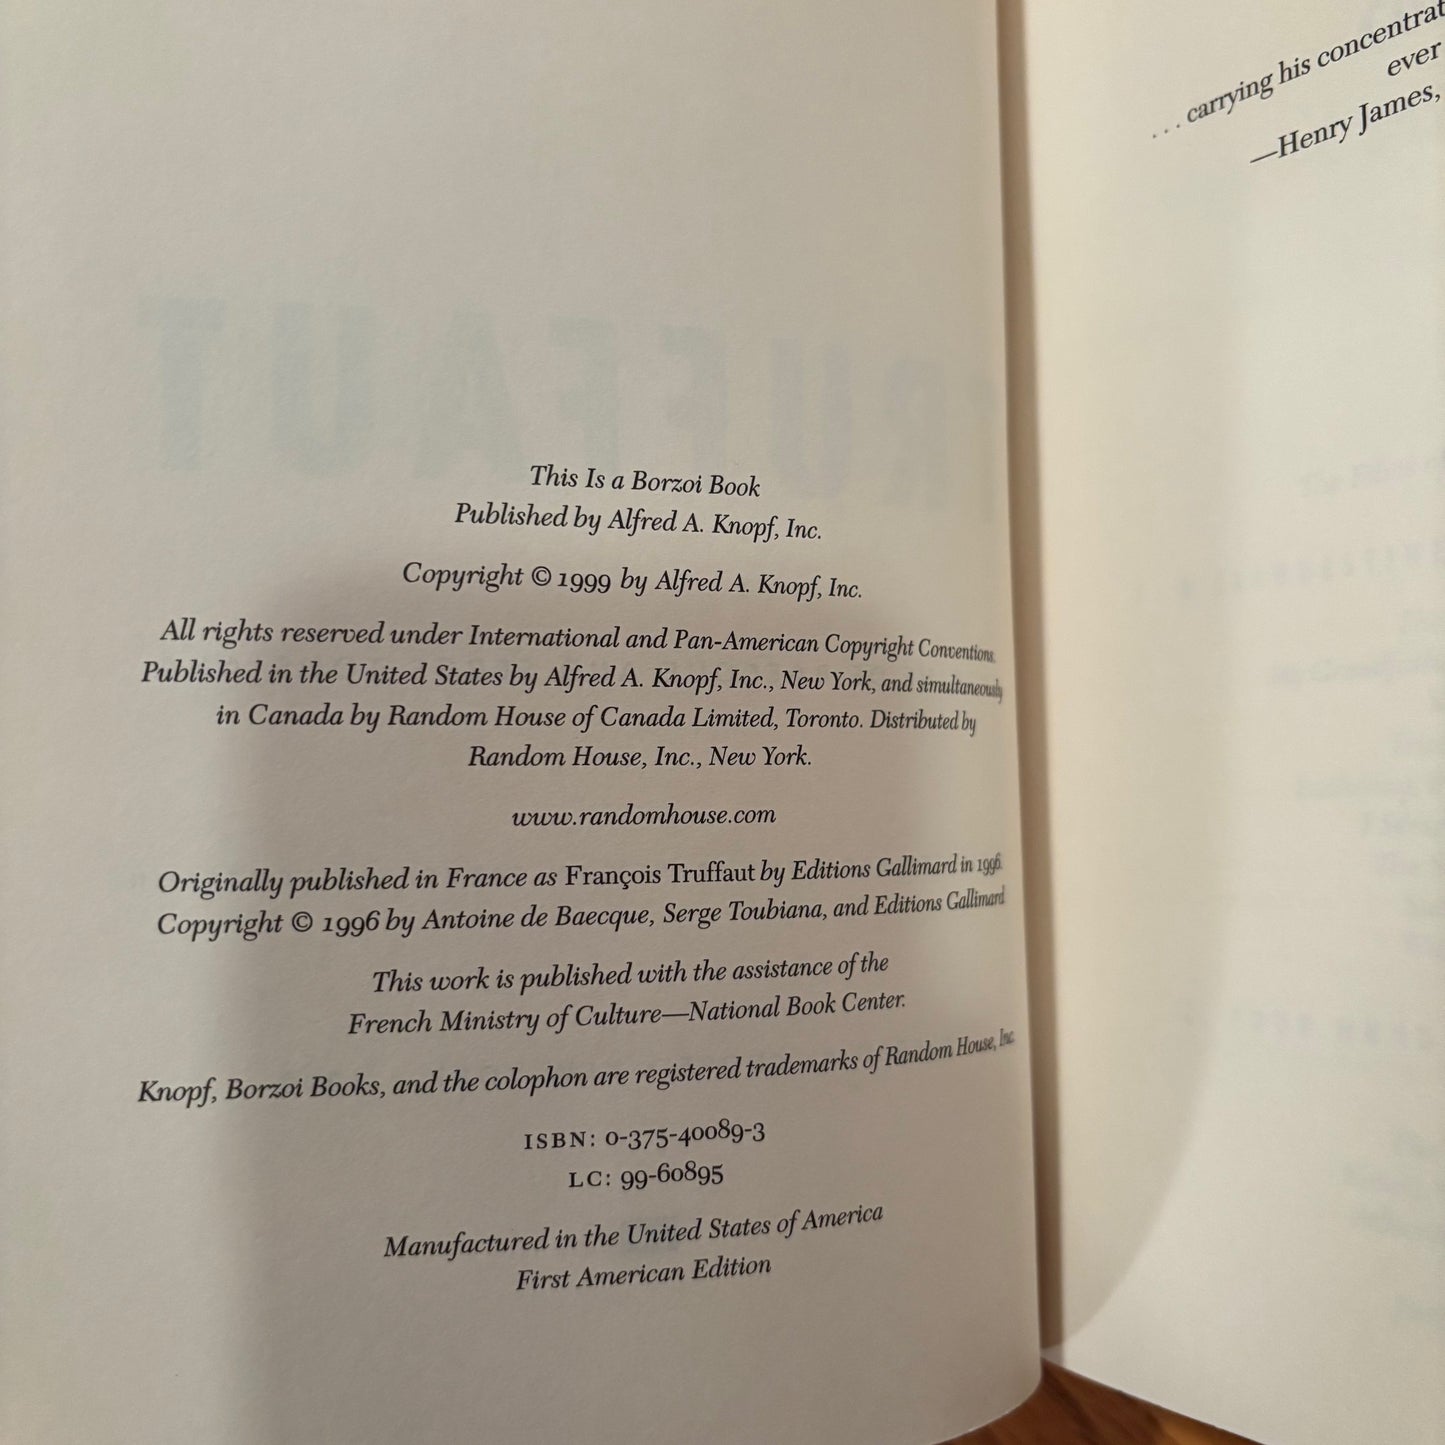 This Is a Borzoi Book
Published by Alfred A. Knopf, Inc.
Copyright © 1999 by Alfred A. Knopf, Inc.
All rights reserved under International and Pan-American Copyright Conventions.
Published in the United States by Alfred A. Knopf, Inc., New York, and simultaneously
in Canada by Random House of Canada Limited, Toronto. Distributed by
Random House, Inc., New York.
www.randomhouse.com
Originally published in France as François Truffaut by Editions Gallimard in 1996.
Copyright © 1996 by Antoine de Baecque, Serge Toubiana, and Editions Gallimard
This work is published with the assistance of the
French Ministry of Culture—National Book Center.
Knopf, Borzoi Books, and the colophon are registered trademarks of Random House, Inc.
ISBN: 0-375-40089-3
LC: 99-60895
Manufactured in the United States of America
First American Edition
. . . carrying his concentrat
ever
—Henry James,